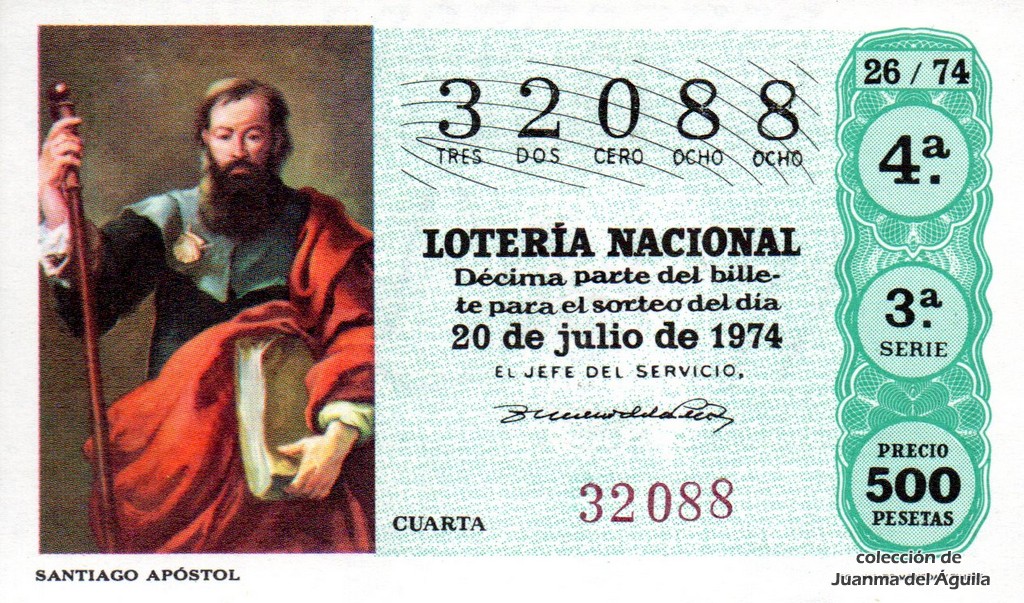 26 / 74
32088
TRES DOS CERO OCHO OCHO
4ª.
LOTERÍA NACIONAL
Décima parte del bille-
te para el sorteo del día
20 de julio de 1974
EL JEFE DEL SERVICIO,
3ª.
SERIE
PRECIO
500
PESETAS
CUARTA
32088
SANTIAGO APÓSTOL
colección de
Juanma del Águila